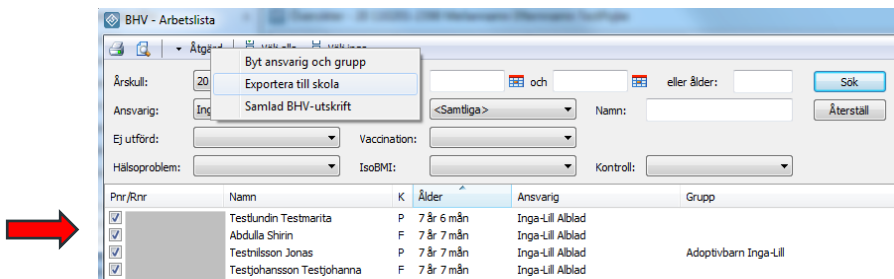 BHV - Arbetslista
Åtgärd
Byt ansvarig och grupp
Exportera till skola
Samlad BHV-utskrift
Årskull: 20 och eller ålder: Sök
Ansvarig: Ing <Samtliga> Namn: Återställ
Ej utförd: Vaccination:
Hälsoproblem: IsoBMI: Kontroll:
Pnr/Rnr Namn K Ålder Ansvarig Grupp
Testlundin Testmarita P 7 år 6 mån Inga-Lill Alblad
Abdulla Shirin F 7 år 7 mån Inga-Lill Alblad
Testnilsson Jonas P 7 år 7 mån Inga-Lill Alblad Adoptivbarn Inga-Lill
Testjohansson Testjohanna F 7 år 7 mån Inga-Lill Alblad